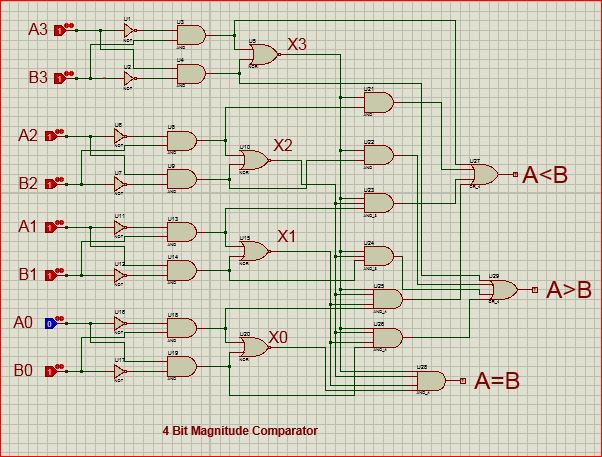 A3 1 U1 NOT U3 AND
U5 NOR X3
B3 1 U2 NOT U4 AND
U21 AND
A2 1 U6 NOT U8 AND
U10 NOR X2
U22 AND
B2 1 U7 NOT U9 AND
U27 OR_4 A<B
U23 AND_3
A1 1 U11 NOT U13 AND
U15 NOR X1
U24 AND_3
B1 1 U12 NOT U14 AND
U25 AND_4
U29 OR_4 A>B
A0 0 U16 NOT U18 AND
U20 NOR X0
U26 AND_4
B0 1 U17 NOT U19 AND
U28 AND_4 A=B
4 Bit Magnitude Comparator